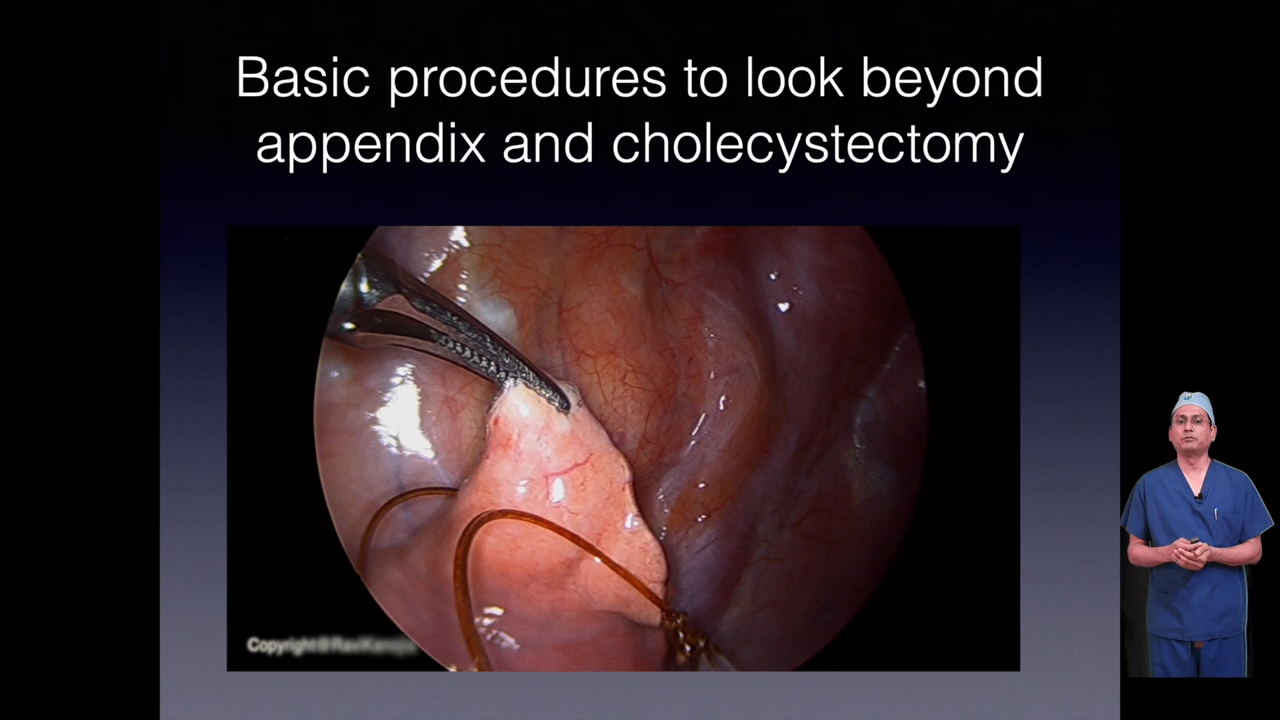 Basic procedures to look beyond
appendix and cholecystectomy